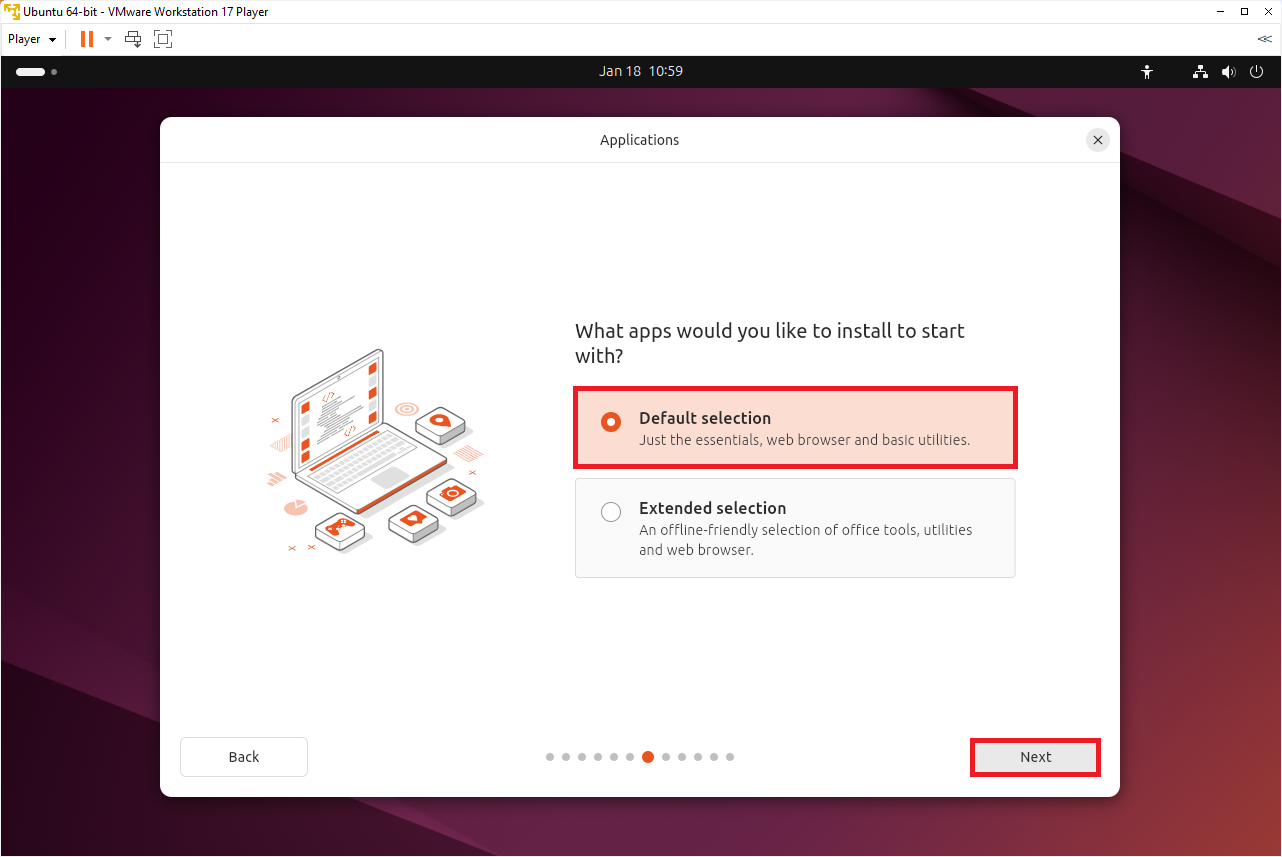 Ubuntu 64-bit - VMware Workstation 17 Player
Player
Jan 18 10:59
Applications
What apps would you like to install to start
with?
Default selection
Just the essentials, web browser and basic utilities.
Extended selection
An offline-friendly selection of office tools, utilities
and web browser.
Back
Next